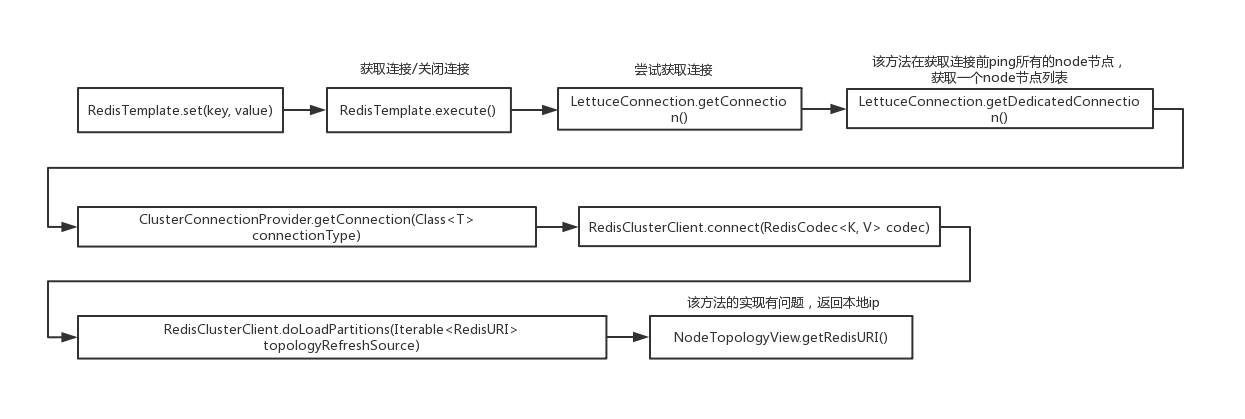 获取连接/关闭连接
尝试获取连接
该方法在获取连接前ping所有的node节点，
获取一个node节点列表
RedisTemplate.set(key, value)
RedisTemplate.execute()
LettuceConnection.getConnectio
n()
LettuceConnection.getDedicatedConnectio
n()
ClusterConnectionProvider.getConnection(Class<T>
connectionType)
RedisClusterClient.connect(RedisCodec<K, V> codec)
该方法的实现有问题，返回本地ip
RedisClusterClient.doLoadPartitions(Iterable<RedisURI>
topologyRefreshSource)
NodeTopologyView.getRedisURI()